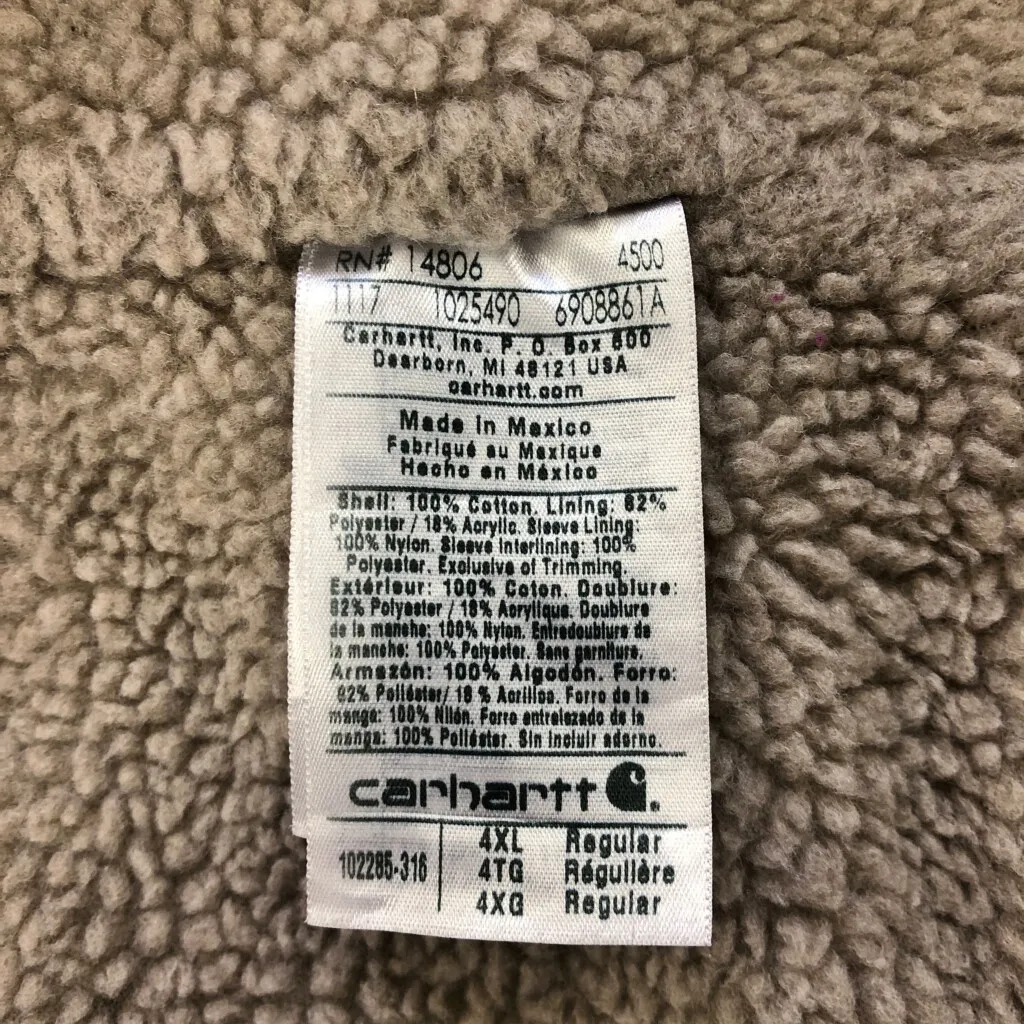 RN# 14806 4500
1117 1025490 6908861A
Carhartt, Inc. P. O. Box 600
Dearborn, MI 48121 USA
carhartt.com
Made in Mexico
Fabriqué au Mexique
Hecho en México
Shell: 100% Cotton. Lining: 82%
Polyester / 18% Acrylic. Sleeve Lining:
100% Nylon. Sleeve Interlining: 100%
Polyester. Exclusive of Trimming.
Extérieur: 100% Coton. Doublure:
82% Polyester / 18% Acrylique. Doublure
de la manche: 100% Nylon. Entredoublure de
la manche: 100% Polyester. Sans garniture.
Armazón: 100% Algodón. Forro:
82% Poliéster/ 18 % Acrílico. Forro de la
manga: 100% Nilón. Forro entrelazado de la
manga: 100% Poliéster. Sin incluir adorno.
carhartt
102285-316
4XL Regular
4TG Régulière
4XG Regular